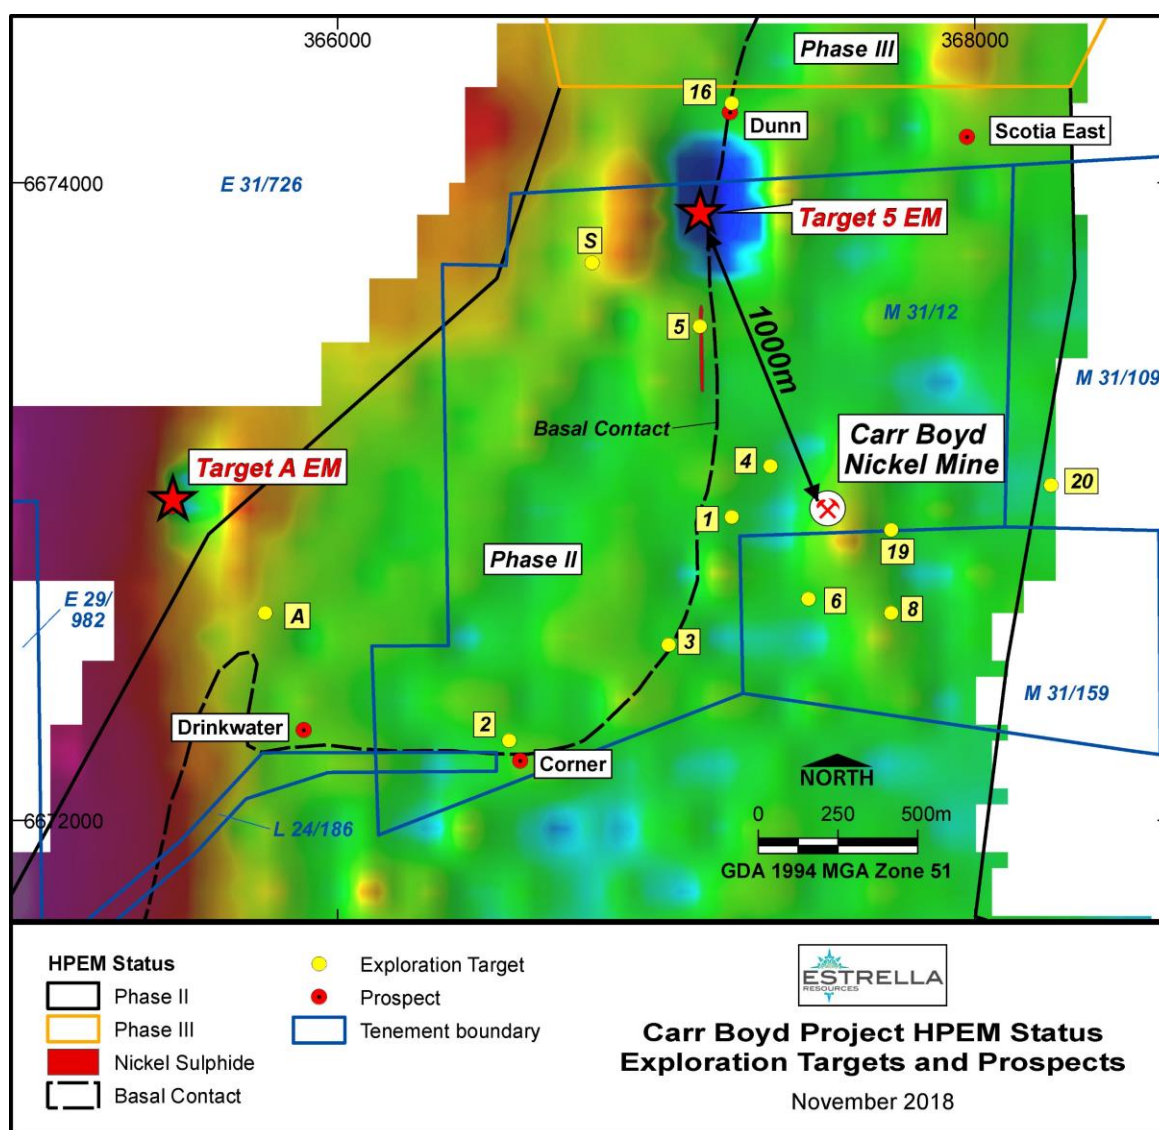 366000
368000
Phase III
16
Dunn
Scotia East
6674000
E 31/726
Target 5 EM
S
M 31/12
5
1000m
M 31/109
Basal Contact
Carr Boyd
Nickel Mine
Target A EM
4
20
1
19
Phase II
E 29/
982
A
6
8
3
M 31/159
Drinkwater
2
Corner
NORTH
6672000
L 24/186
0 250 500m
GDA 1994 MGA Zone 51
HPEM Status
Phase II
Phase III
Nickel Sulphide
Basal Contact
Exploration Target
Prospect
Tenement boundary
ESTRELLA
RESOURCES
Carr Boyd Project HPEM Status
Exploration Targets and Prospects
November 2018